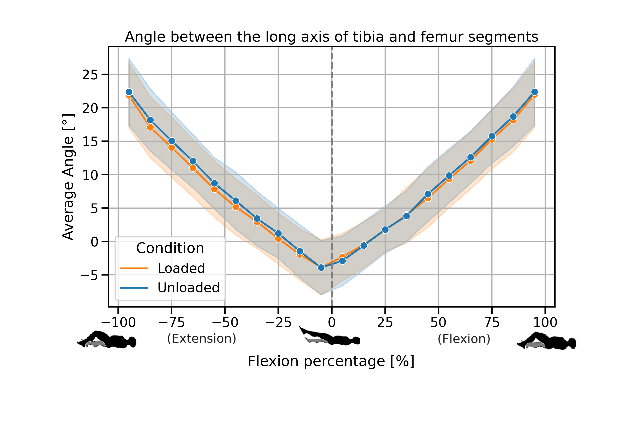 Angle between the long axis of tibia and femur segments
Average Angle [°]
25
20
15
10
5
0
−5
Condition
Loaded
Unloaded
−100
−75
−50
−25
0
25
50
75
100
(Extension)
(Flexion)
Flexion percentage [%]